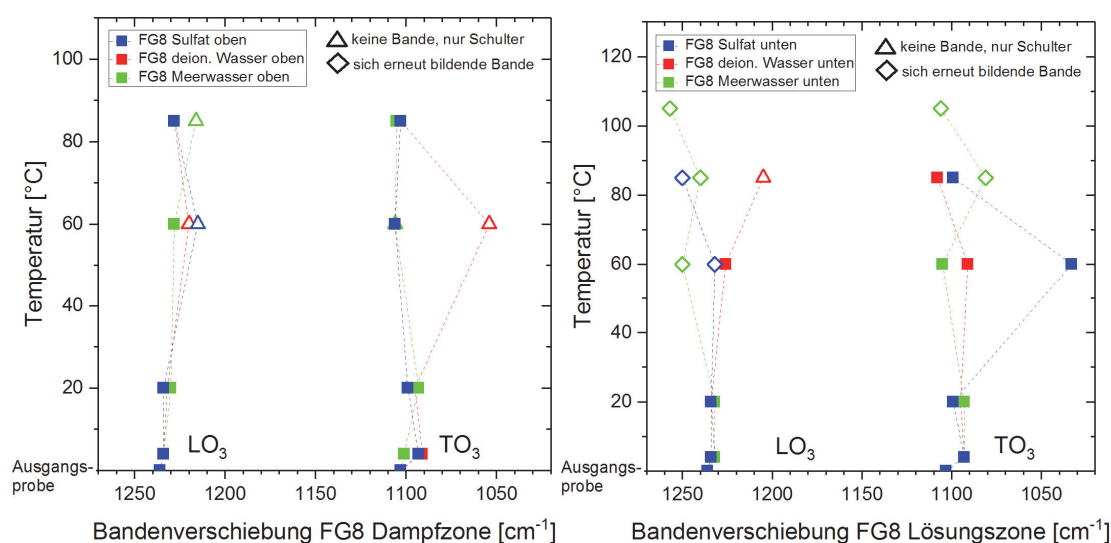 FG8 Sulfat oben
FG8 deion. Wasser oben
FG8 Meerwasser oben
keine Bande, nur Schulter
sich erneut bildende Bande
Temperatur [°C]
100
80
60
40
20
Ausgangs-
probe
LO3
TO3
1250 1200 1150 1100 1050
Bandenverschiebung FG8 Dampfzone [cm-1]
FG8 Sulfat unten
FG8 deion. Wasser unten
FG8 Meerwasser unten
keine Bande, nur Schulter
sich erneut bildende Bande
Temperatur [°C]
120
100
80
60
40
20
Ausgangs-
probe
LO3
TO3
1250 1200 1150 1100 1050
Bandenverschiebung FG8 Lösungszone [cm-1]